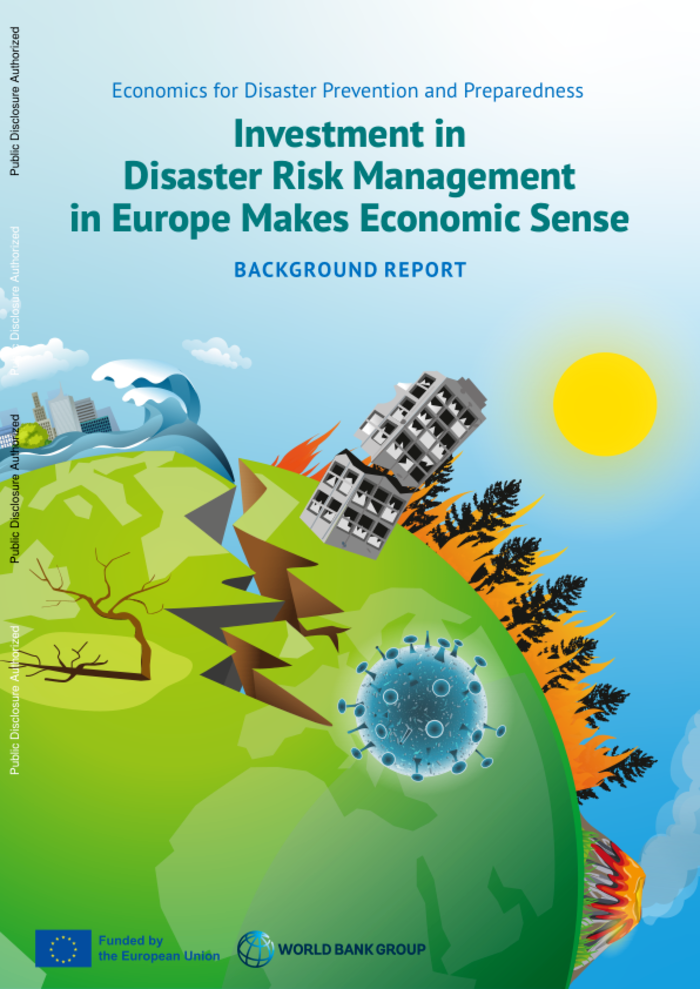 Economics for Disaster Prevention and Preparedness
Investment in
Disaster Risk Management
in Europe Makes Economic Sense
BACKGROUND REPORT
Public Disclosure Authorized
Public Disclosure Authorized
Public Disclosure Authorized
Public Disclosure Authorized
Funded by
the European Union
WORLD BANK GROUP